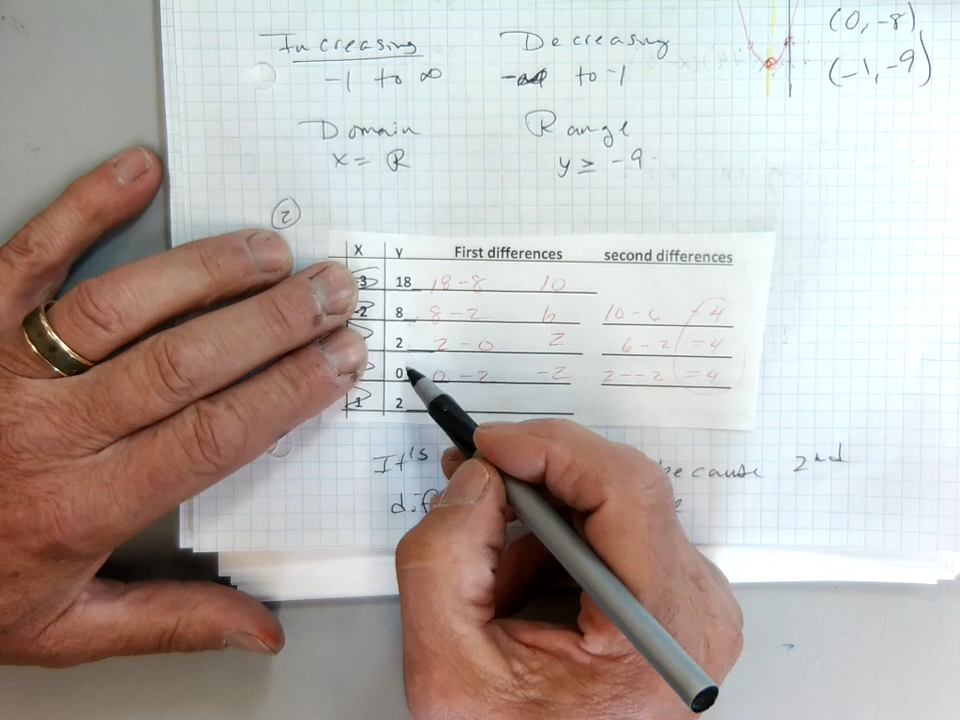 Increasing Decreasing (0, -8)
-1 to ∞ to -1 (-1, -9)
Domain Range
x = R y ≥ -9
2
X y First differences second differences
-3 18 18-8 10
-2 8 8-2 6 10-6 = 4
2 2-0 2 6-2 = 4
0 0-2 -2 2--2 = 4
1 2
It's because 2nd